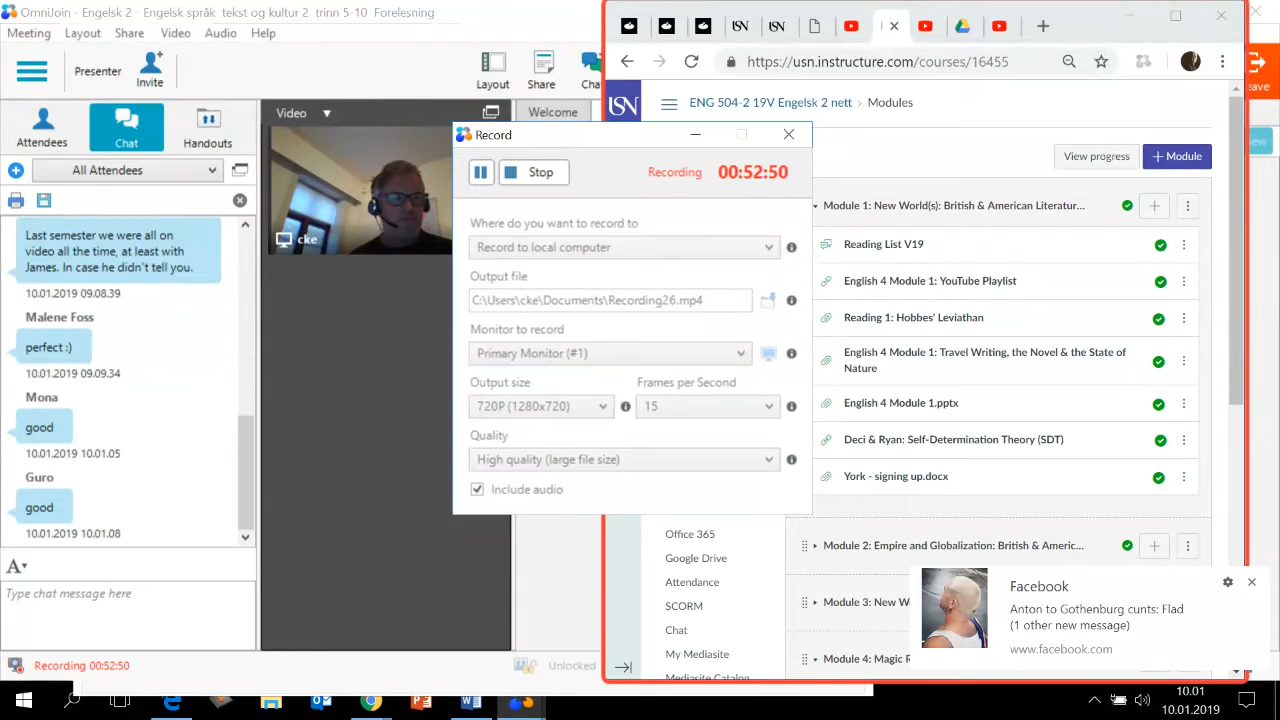 OmniJoin - Engelsk 2 - Engelsk språk tekst og kultur 2 trinn 5-10 Forelesning
Meeting Layout Share Video Audio Help
Presenter
Invite
Layout
Share
Attendees
Chat
Handouts
All Attendees
Last semester we were all on
video all the time, at least with
James. In case he didn't tell you.
10.01.2019 09.08.39
Malene Foss
perfect :)
10.01.2019 09.09.34
Mona
good
10.01.2019 10.01.05
Guro
good
10.01.2019 10.01.08
A
Type chat message here
Recording 00:52:50
Video
cke
Welcome
Unlocked
Record
Stop
Recording 00:52:50
Where do you want to record to
Record to local computer
Output file
C:\Users\cke\Documents\Recording26.mp4
Monitor to record
Primary Monitor (#1)
Output size
Frames per Second
720P (1280x720)
15
Quality
High quality (large file size)
Include audio
USN
USN
https://usn.instructure.com/courses/16455
USN
ENG 504-2 19V Engelsk 2 nett › Modules
View progress
+ Module
Module 1: New World(s): British & American Literatur...
Reading List V19
English 4 Module 1: YouTube Playlist
Reading 1: Hobbes' Leviathan
English 4 Module 1: Travel Writing, the Novel & the State of
Nature
English 4 Module 1.pptx
Deci & Ryan: Self-Determination Theory (SDT)
York - signing up.docx
Office 365
Google Drive
Attendance
SCORM
Chat
My Mediasite
Mediasite Catalog
Module 2: Empire and Globalization: British & Americ...
Module 3: New W
Module 4: Magic R
Facebook
Anton to Gothenburg cunts: Flad
(1 other new message)
www.facebook.com
10.01
10.01.2019